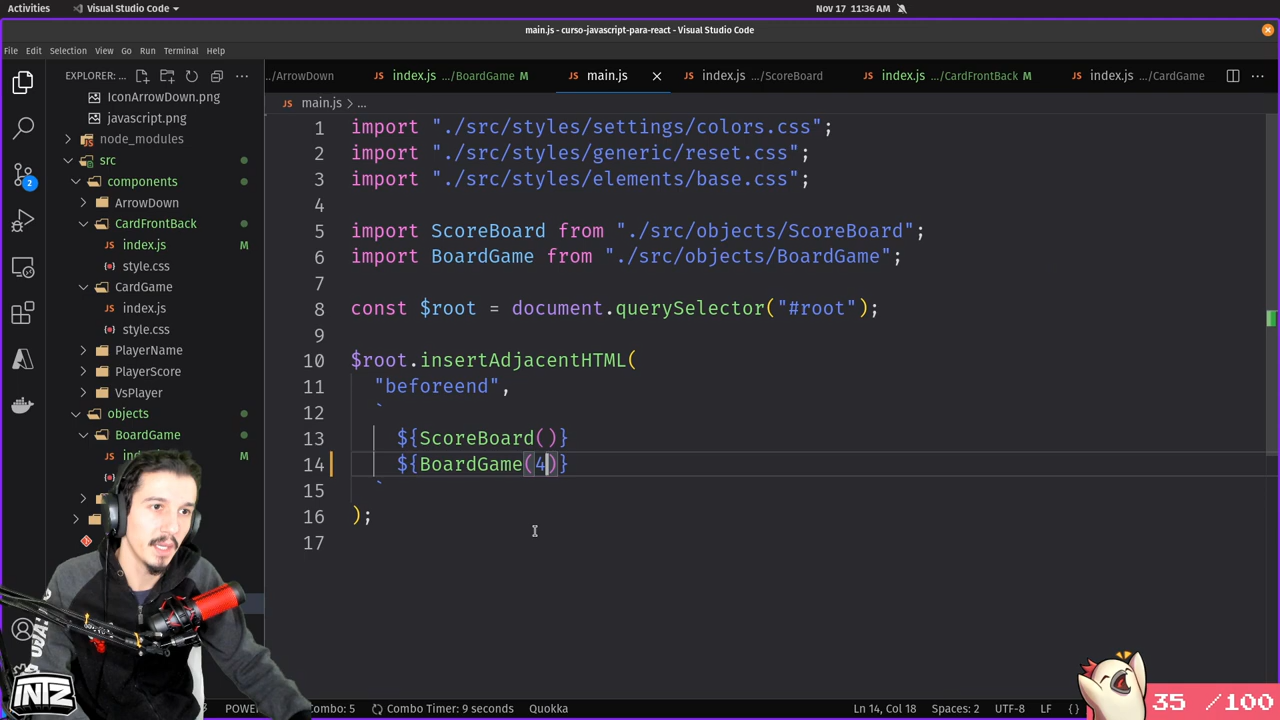 Activities
Visual Studio Code
Nov 17 11:36 AM
main.js - curso-javascript-para-react - Visual Studio Code
File Edit Selection View Go Run Terminal Help
EXPLORER: ...
.../ArrowDown
index.js .../BoardGame M
main.js
index.js .../ScoreBoard
index.js .../CardFrontBack M
index.js .../CardGame
main.js > ...
IconArrowDown.png
javascript.png
node_modules
src
components
ArrowDown
CardFrontBack
index.js M
style.css
CardGame
index.js
style.css
PlayerName
PlayerScore
VsPlayer
objects
BoardGame
2
1 import "./src/styles/settings/colors.css";
2 import "./src/styles/generic/reset.css";
3 import "./src/styles/elements/base.css";
4
5 import ScoreBoard from "./src/objects/ScoreBoard";
6 import BoardGame from "./src/objects/BoardGame";
7
8 const $root = document.querySelector("#root");
9
10 $root.insertAdjacentHTML(
11 "beforeend",
12 `
13 ${ScoreBoard()}
14 ${BoardGame(4)}
15 `
16 );
17
INTZ
Combo: 5
Combo Timer: 9 seconds
Quokka
Ln 14, Col 18
Spaces: 2
UTF-8
LF
{ }
35 /100